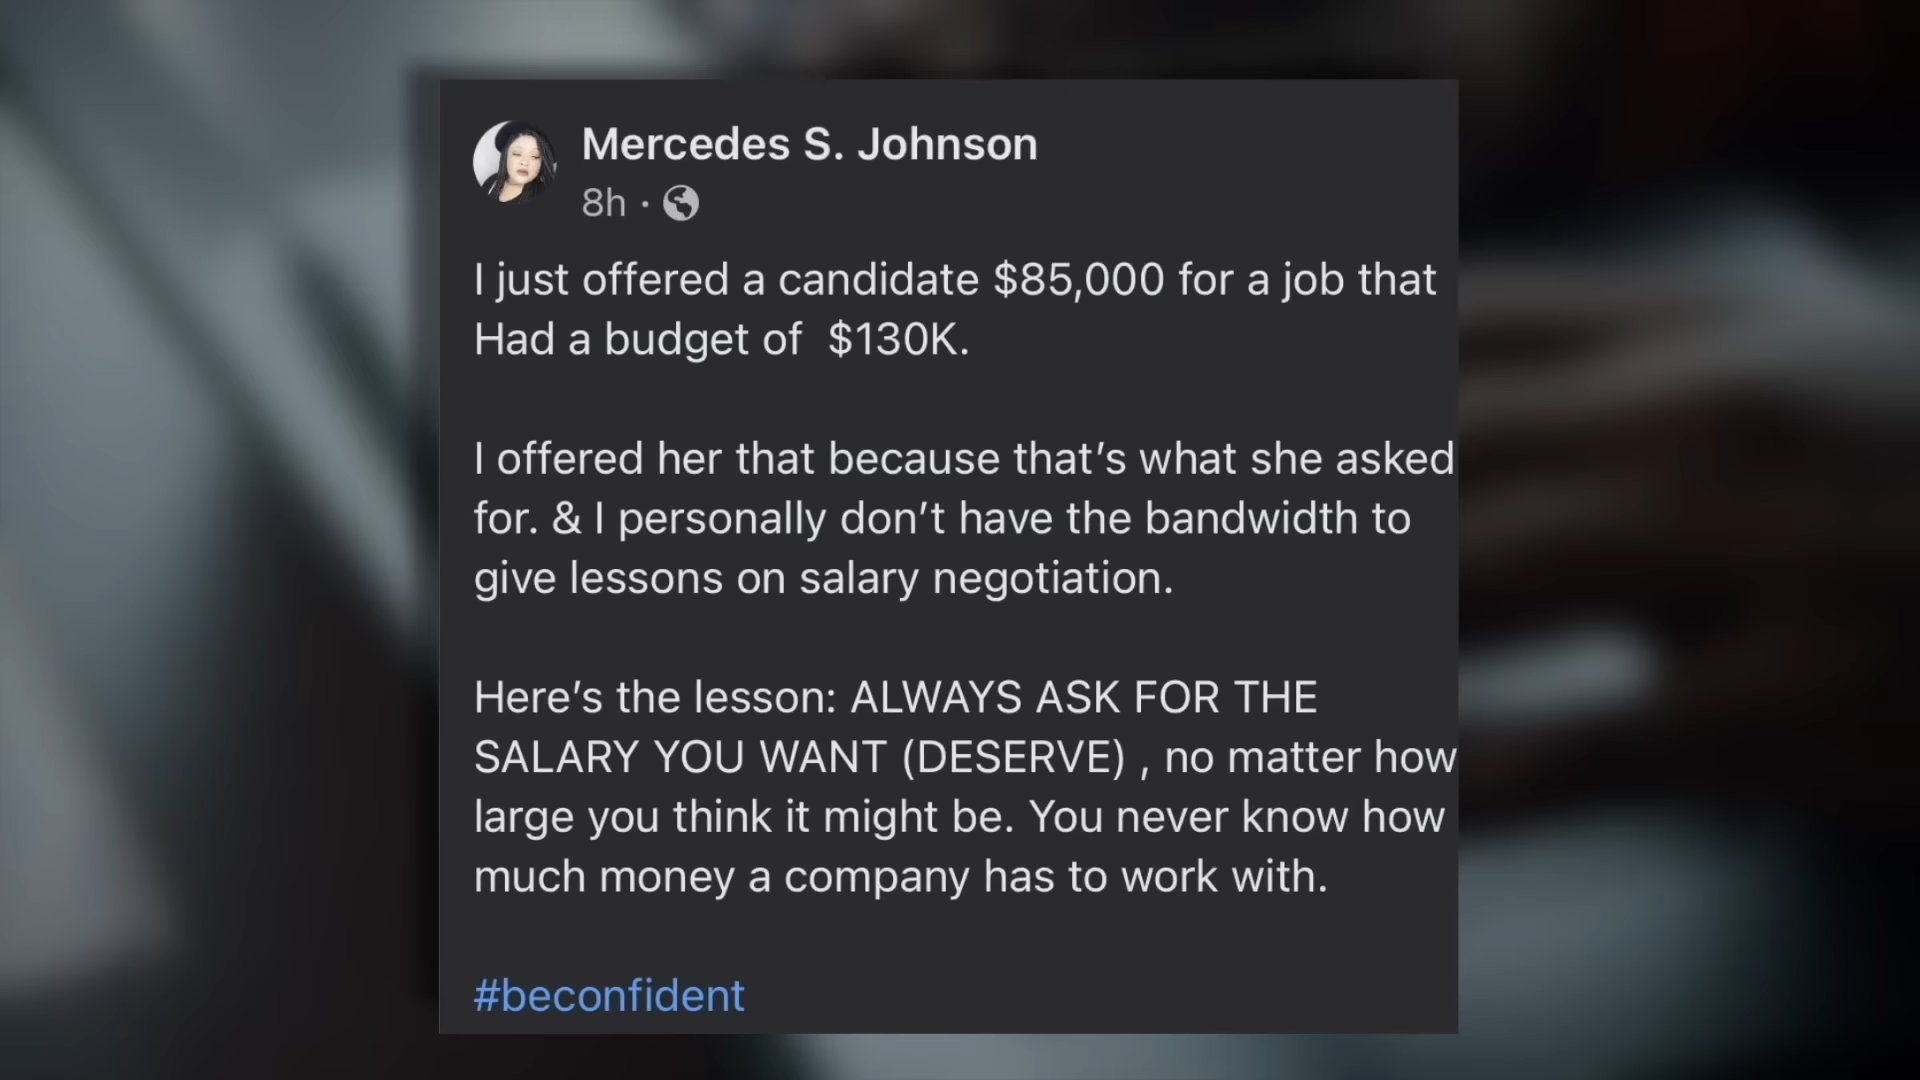 Mercedes S. Johnson
8h ·
I just offered a candidate $85,000 for a job that
Had a budget of  $130K.
I offered her that because that’s what she asked
for. & I personally don’t have the bandwidth to
give lessons on salary negotiation.
Here’s the lesson: ALWAYS ASK FOR THE
SALARY YOU WANT (DESERVE) , no matter how
large you think it might be. You never know how
much money a company has to work with.
#beconfident